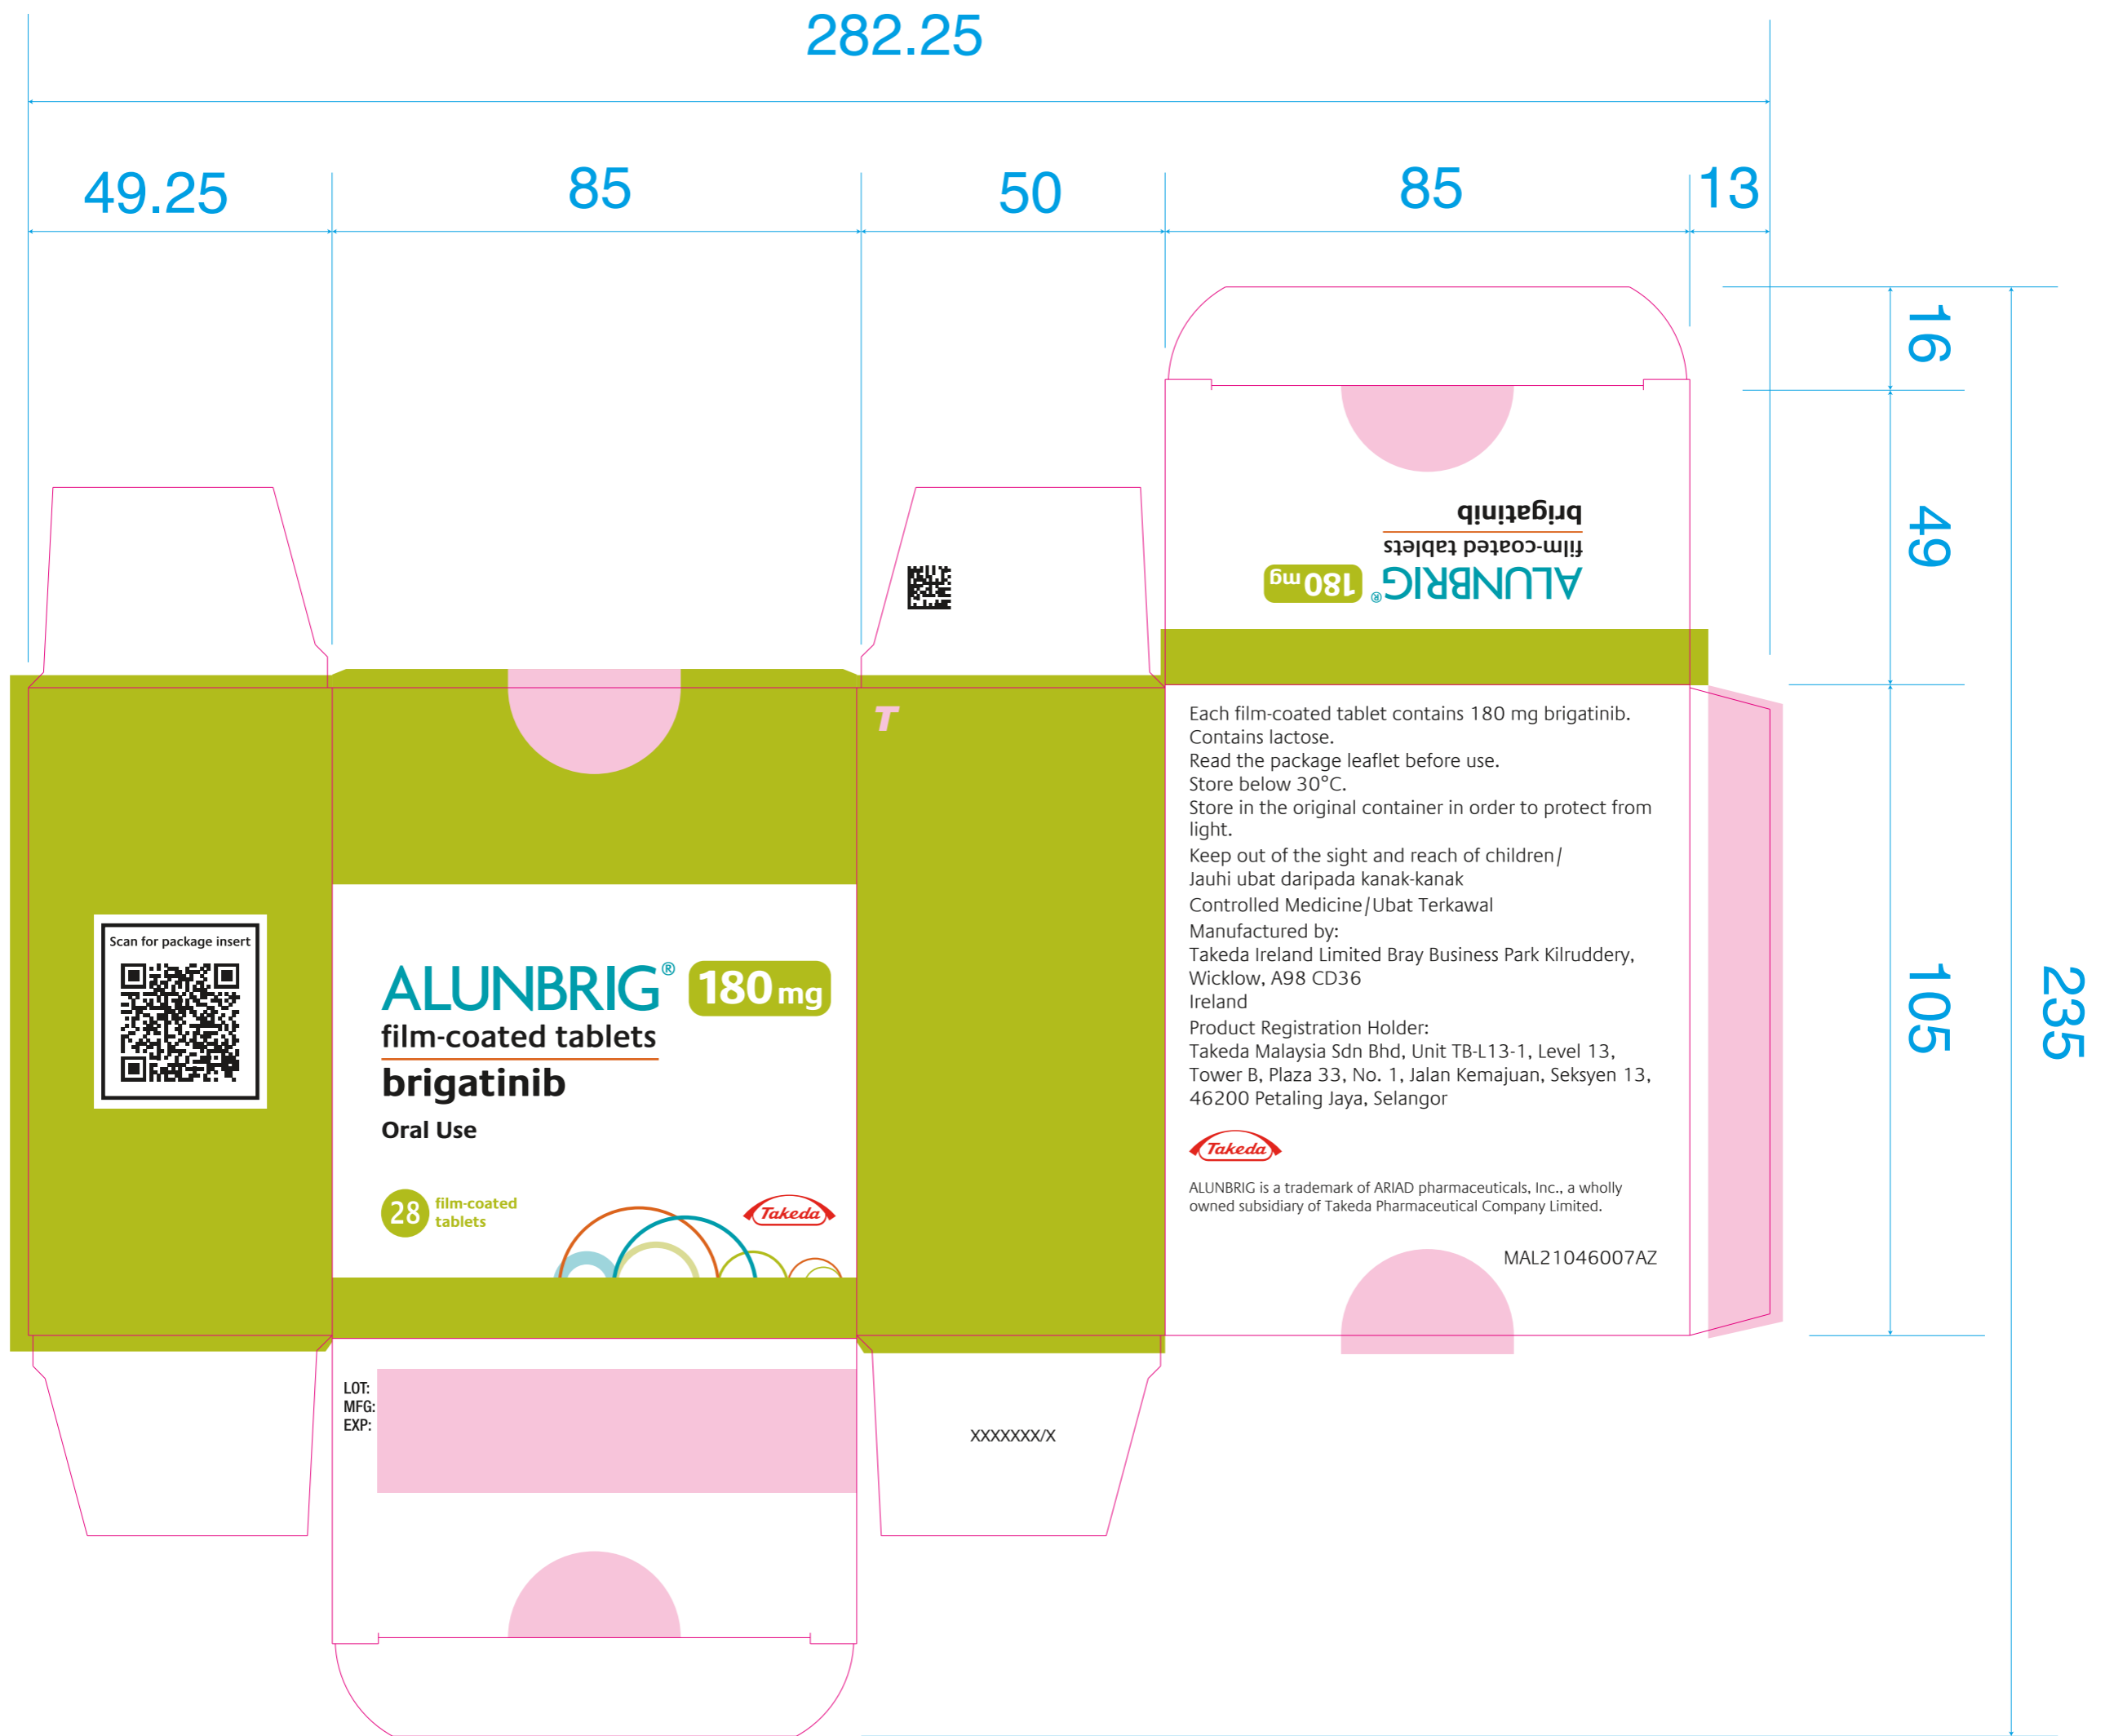 282.25
49.25
85
50
85
13
16
49
105
235
brigatinib
film-coated tablets
ALUNBRIG® 180 mg
T
Scan for package insert
ALUNBRIG® 180 mg
film-coated tablets
brigatinib
Oral Use
28 film-coated
tablets
Takeda
LOT:
MFG:
EXP:
XXXXXXX/X
Each film-coated tablet contains 180 mg brigatinib.
Contains lactose.
Read the package leaflet before use.
Store below 30°C.
Store in the original container in order to protect from
light.
Keep out of the sight and reach of children/
Jauhi ubat daripada kanak-kanak
Controlled Medicine/Ubat Terkawal
Manufactured by:
Takeda Ireland Limited Bray Business Park Kilruddery,
Wicklow, A98 CD36
Ireland
Product Registration Holder:
Takeda Malaysia Sdn Bhd, Unit TB-L13-1, Level 13,
Tower B, Plaza 33, No. 1, Jalan Kemajuan, Seksyen 13,
46200 Petaling Jaya, Selangor
Takeda
ALUNBRIG is a trademark of ARIAD pharmaceuticals, Inc., a wholly
owned subsidiary of Takeda Pharmaceutical Company Limited.
MAL21046007AZ